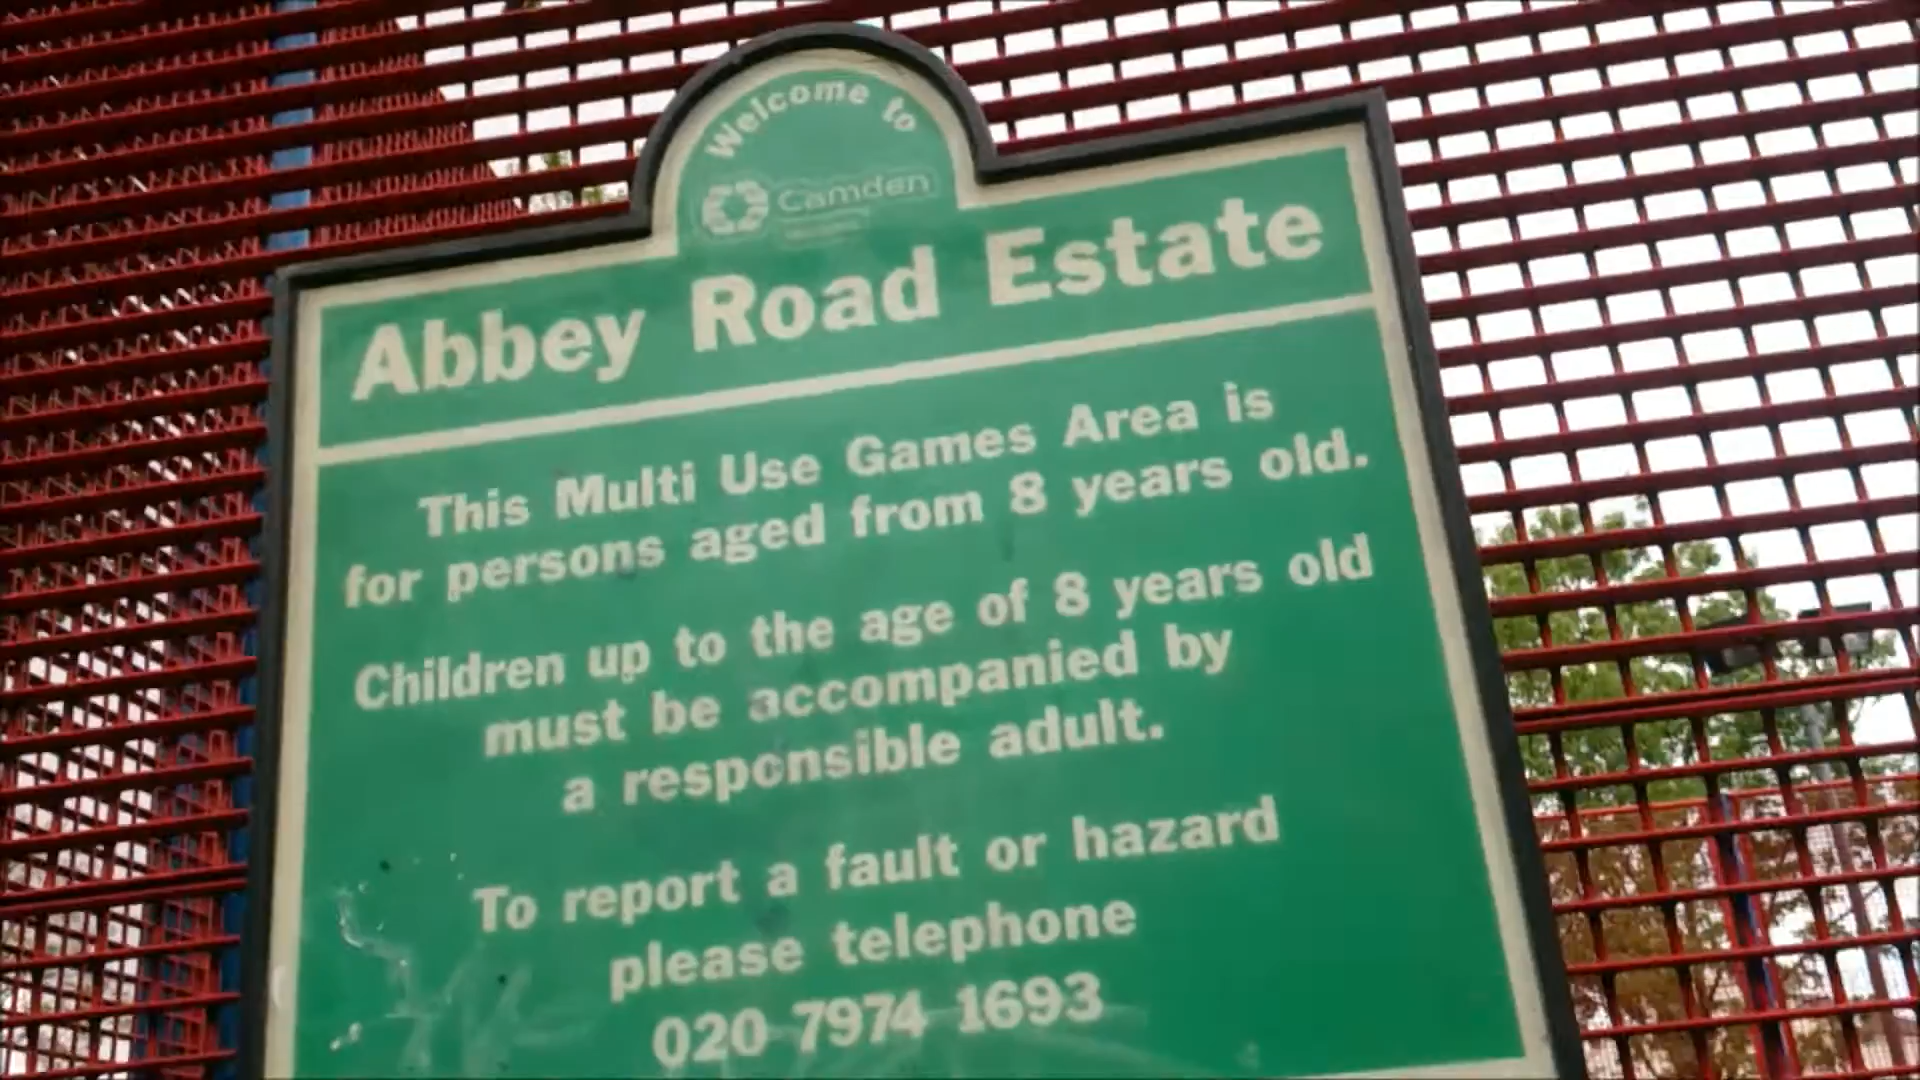 Welcome to
Camden
Abbey Road Estate
This Multi Use Games Area is
for persons aged from 8 years old.
Children up to the age of 8 years old
must be accompanied by
a responsible adult.
To report a fault or hazard
please telephone
020 7974 1693